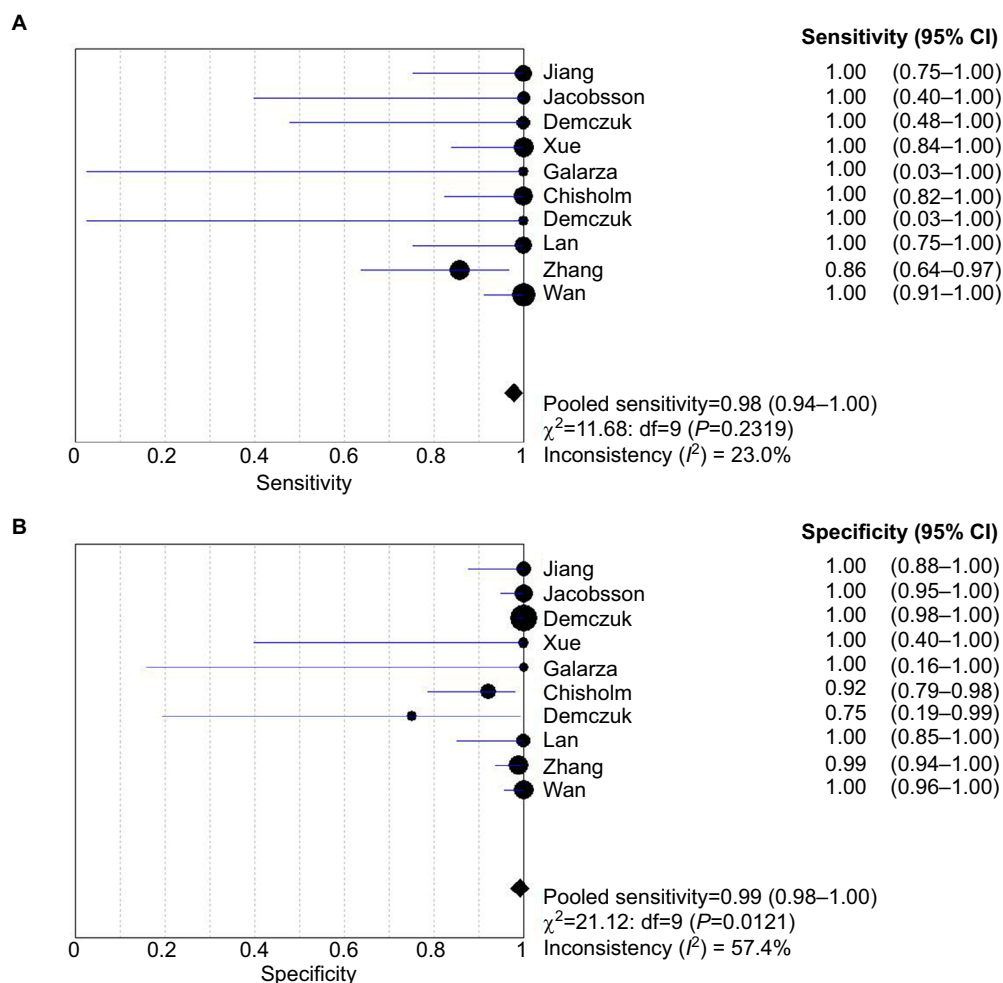 A
Sensitivity (95% CI)
Jiang 1.00 (0.75–1.00)
Jacobsson 1.00 (0.40–1.00)
Demczuk 1.00 (0.48–1.00)
Xue 1.00 (0.84–1.00)
Galarza 1.00 (0.03–1.00)
Chisholm 1.00 (0.82–1.00)
Demczuk 1.00 (0.03–1.00)
Lan 1.00 (0.75–1.00)
Zhang 0.86 (0.64–0.97)
Wan 1.00 (0.91–1.00)
Pooled sensitivity=0.98 (0.94–1.00)
χ²=11.68: df=9 (P=0.2319)
Inconsistency (I²) = 23.0%
0 0.2 0.4 0.6 0.8 1
Sensitivity
B
Specificity (95% CI)
Jiang 1.00 (0.88–1.00)
Jacobsson 1.00 (0.95–1.00)
Demczuk 1.00 (0.98–1.00)
Xue 1.00 (0.40–1.00)
Galarza 1.00 (0.16–1.00)
Chisholm 0.92 (0.79–0.98)
Demczuk 0.75 (0.19–0.99)
Lan 1.00 (0.85–1.00)
Zhang 0.99 (0.94–1.00)
Wan 1.00 (0.96–1.00)
Pooled sensitivity=0.99 (0.98–1.00)
χ²=21.12: df=9 (P=0.0121)
Inconsistency (I²) = 57.4%
0 0.2 0.4 0.6 0.8 1
Specificity